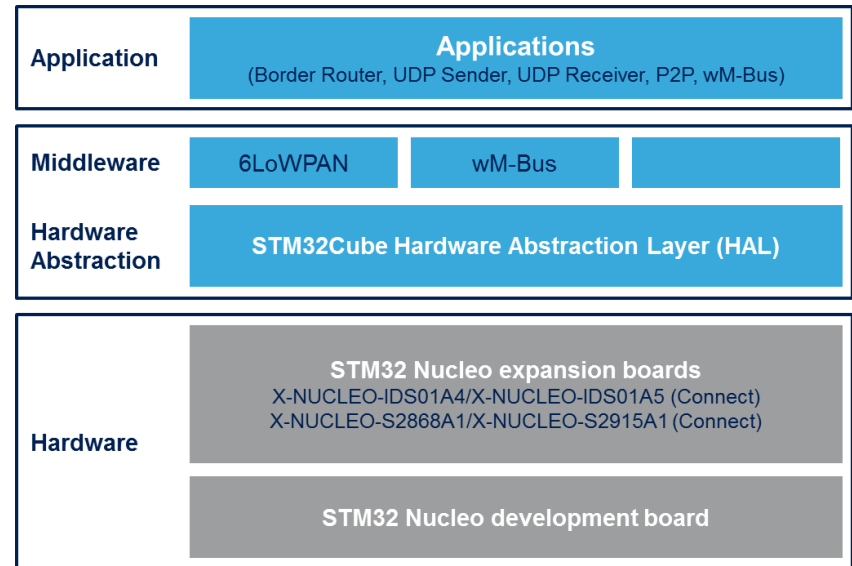 Application
Applications
(Border Router, UDP Sender, UDP Receiver, P2P, wM-Bus)
Middleware
6LoWPAN
wM-Bus
Hardware
Abstraction
STM32Cube Hardware Abstraction Layer (HAL)
Hardware
STM32 Nucleo expansion boards
X-NUCLEO-IDS01A4/X-NUCLEO-IDS01A5 (Connect)
X-NUCLEO-S2868A1/X-NUCLEO-S2915A1 (Connect)
STM32 Nucleo development board